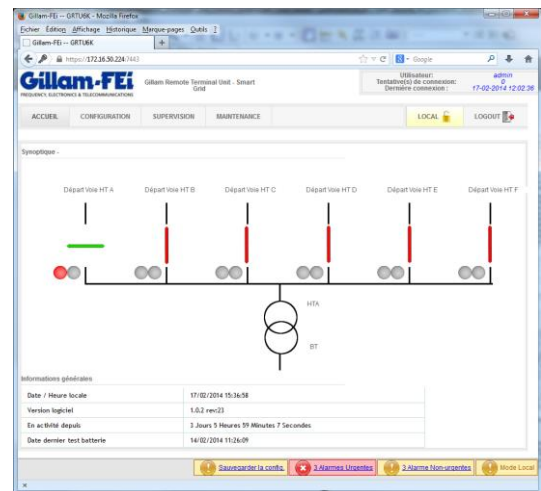 Gillam-FEi -- GRTU6K - Mozilla Firefox
Fichier Édition Affichage Historique Marque-pages Outils ?
Gillam-FEi -- GRTU6K +
https://172.16.50.224:7443
Google
Gillam-FEi
FREQUENCY, ELECTRONICS & TELECOMMUNICATIONS
Gillam Remote Terminal Unit - Smart
Grid
Utilisateur: admin
Tentative(s) de connexion: 0
Dernière connexion : 17-02-2014 12:02:36
ACCUEIL CONFIGURATION SUPERVISION MAINTENANCE LOCAL LOGOUT
Synoptique -
Départ Voie HT A Départ Voie HT B Départ Voie HT C Départ Voie HT D Départ Voie HT E Départ Voie HT F
HTA
BT
Informations générales
Date / Heure locale 17/02/2014 15:36:58
Version logiciel 1.0.2 rev:23
En activité depuis 3 Jours 5 Heures 59 Minutes 7 Secondes
Date dernier test batterie 14/02/2014 11:26:09
Sauvegarder la config. 3 Alarmes Urgentes 3 Alarme Non-urgentes Mode Local